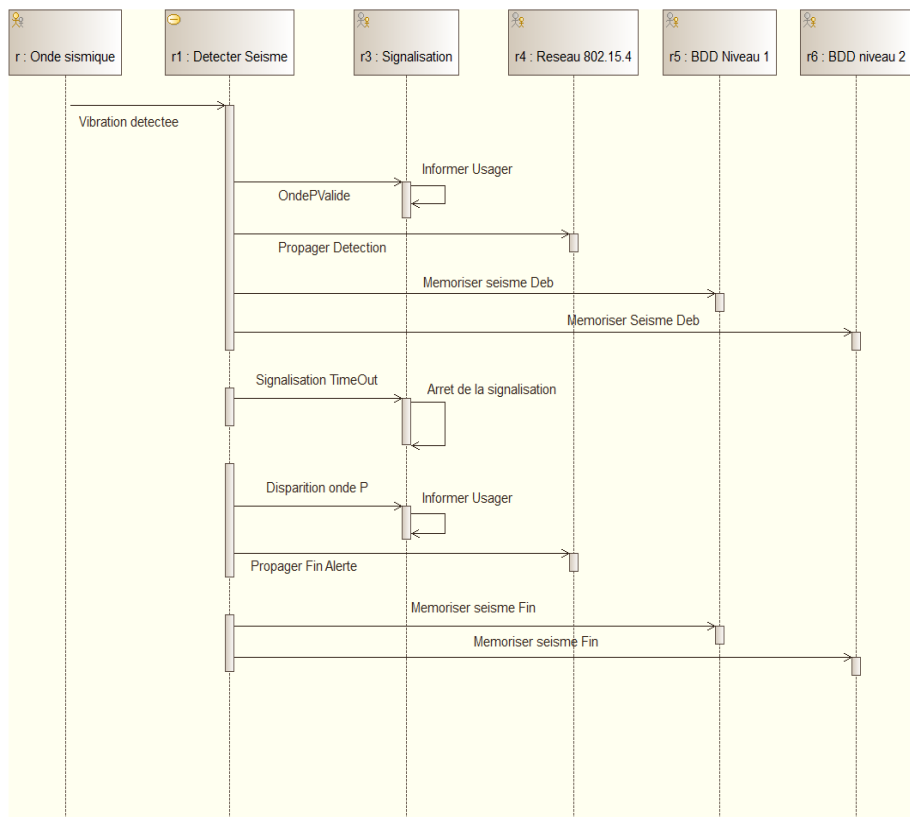 r : Onde sismique
r1 : Detecter Seisme
r3 : Signalisation
r4 : Reseau 802.15.4
r5 : BDD Niveau 1
r6 : BDD niveau 2
Vibration detectee
Informer Usager
OndePValide
Propager Detection
Memoriser seisme Deb
Memoriser Seisme Deb
Signalisation TimeOut
Arret de la signalisation
Disparition onde P
Informer Usager
Propager Fin Alerte
Memoriser seisme Fin
Memoriser seisme Fin